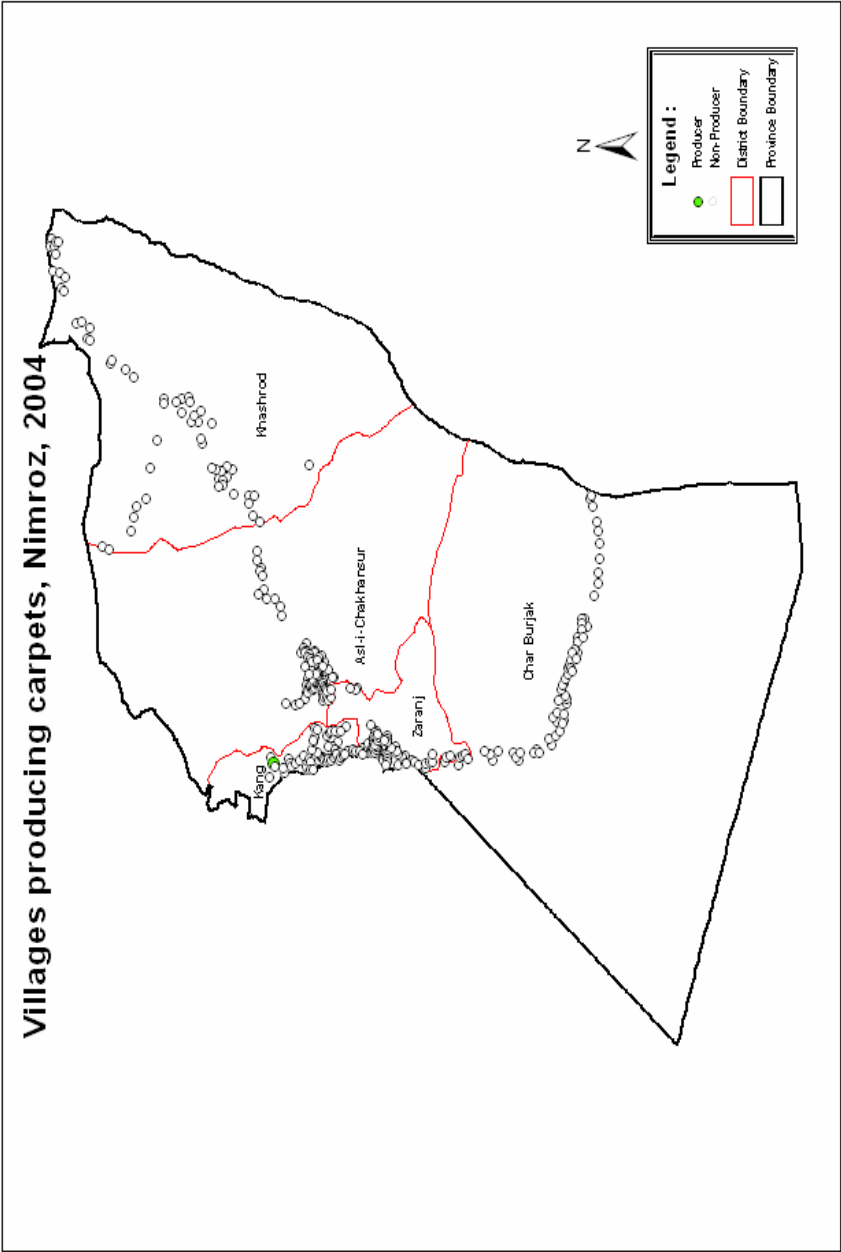 Villages producing carpets, Nimroz, 2004
N
Legend :
Producer
Non-Producer
District Boundary
Province Boundary
Khashrod
Asl-i-Chakhansur
Kang
Zaranj
Char Burjak